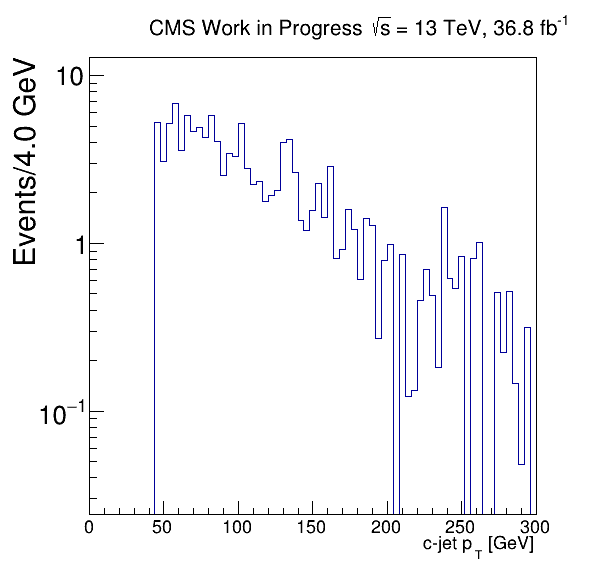 CMS Work in Progress √s = 13 TeV, 36.8 fb⁻¹
Events/4.0 GeV
10
1
10⁻¹
0 50 100 150 200 250 300
c-jet p_T [GeV]